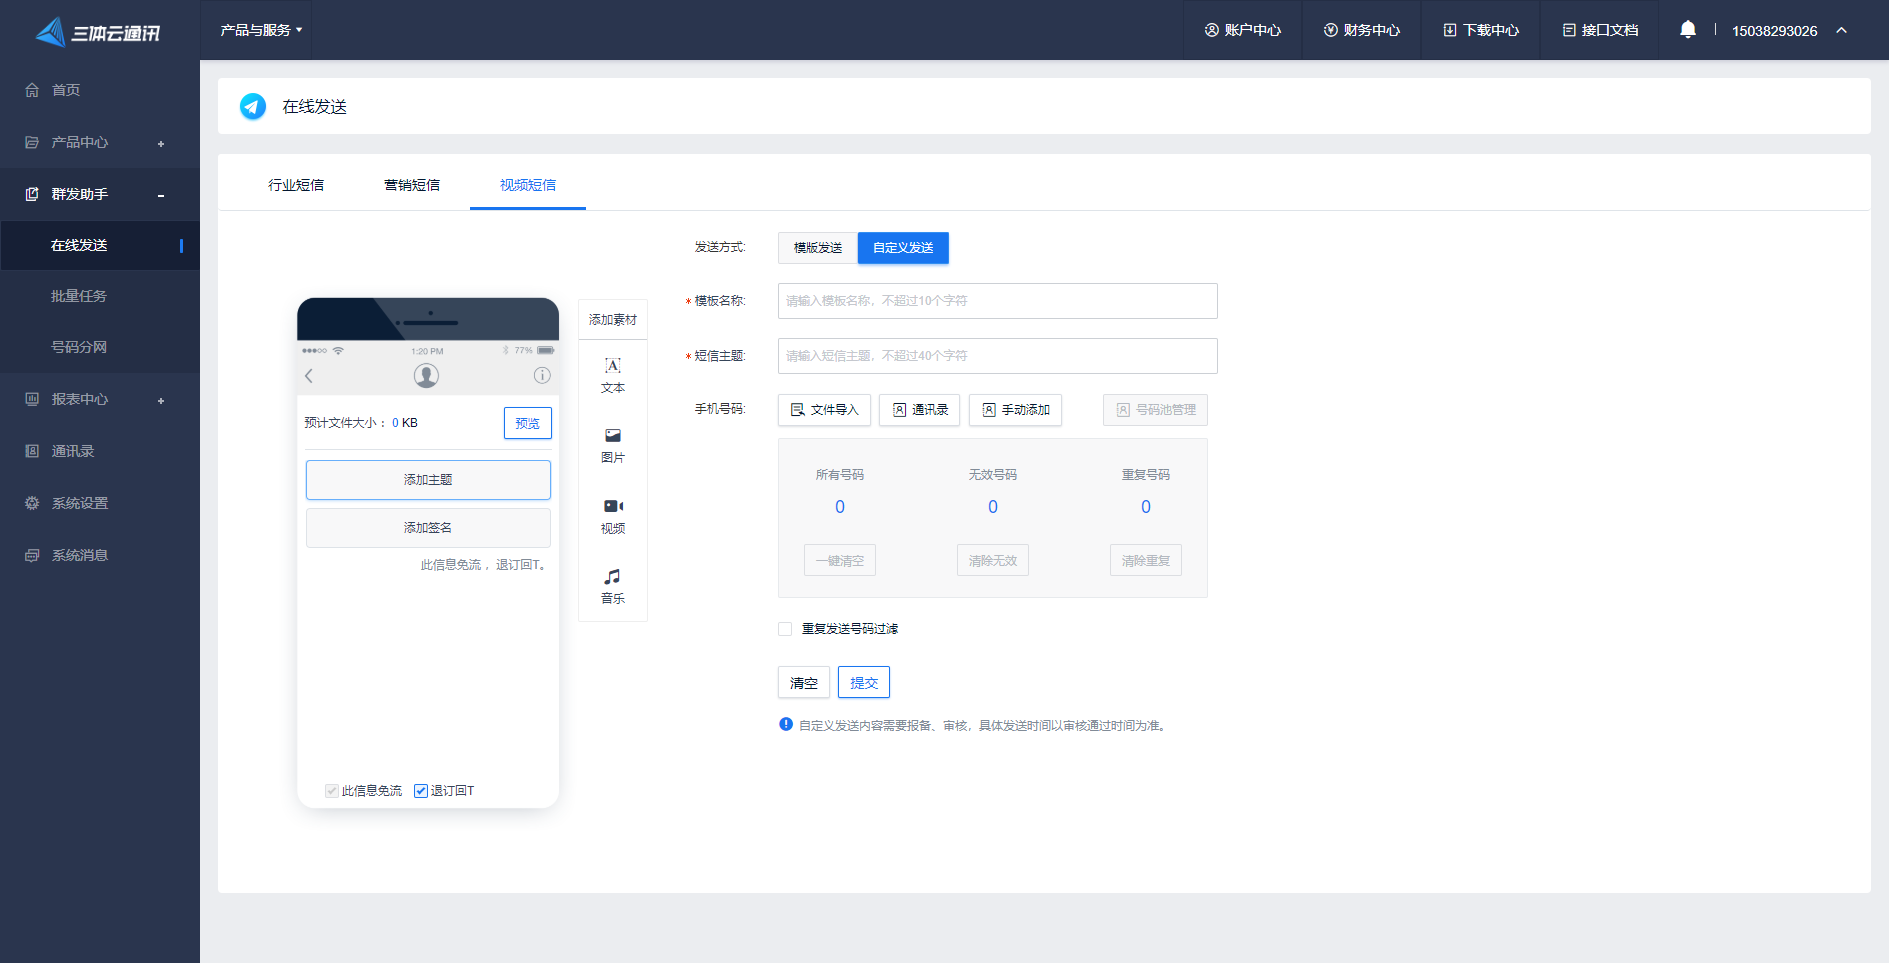 三体云通讯
产品与服务
账户中心
财务中心
下载中心
接口文档
15038293026
首页
产品中心 +
群发助手 -
在线发送
批量任务
号码分网
报表中心 +
通讯录
系统设置
系统消息
在线发送
行业短信
营销短信
视频短信
1:20 PM
77%
预计文件大小： 0 KB
预览
添加主题
添加签名
此信息免流 ，退订回T。
此信息免流
退订回T
添加素材
A
文本
图片
视频
音乐
发送方式:
模版发送
自定义发送
* 模板名称:
请输入模板名称，不超过10个字符
* 短信主题:
请输入短信主题，不超过40个字符
手机号码:
文件导入
通讯录
手动添加
号码池管理
所有号码
无效号码
重复号码
0
0
0
一键清空
清除无效
清除重复
重复发送号码过滤
清空
提交
自定义发送内容需要报备、审核，具体发送时间以审核通过时间为准。